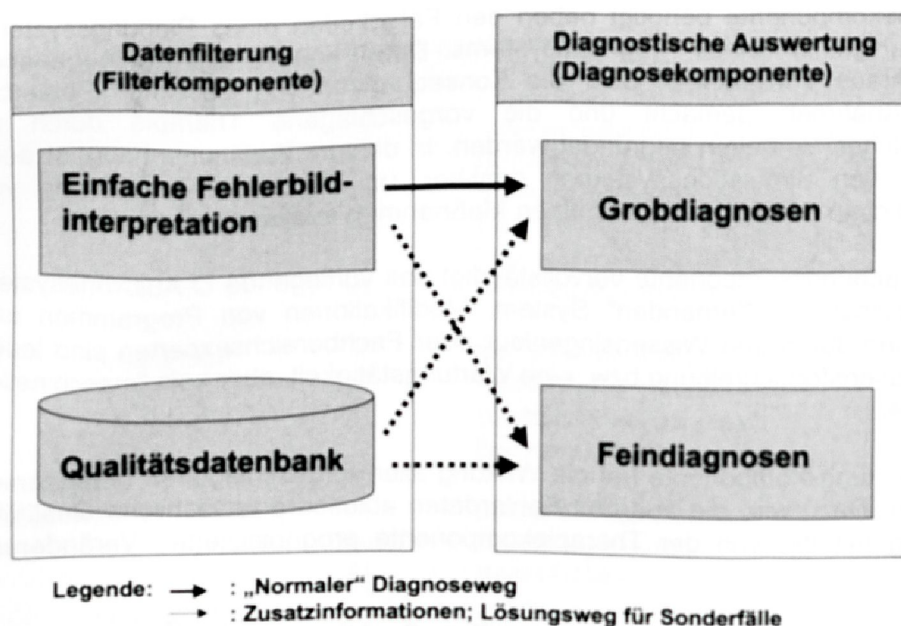 Datenfilterung
(Filterkomponente)
Diagnostische Auswertung
(Diagnosekomponente)
Einfache Fehlerbild-
interpretation
Grobdiagnosen
Qualitätsdatenbank
Feindiagnosen
Legende: : „Normaler“ Diagnoseweg
: Zusatzinformationen; Lösungsweg für Sonderfälle